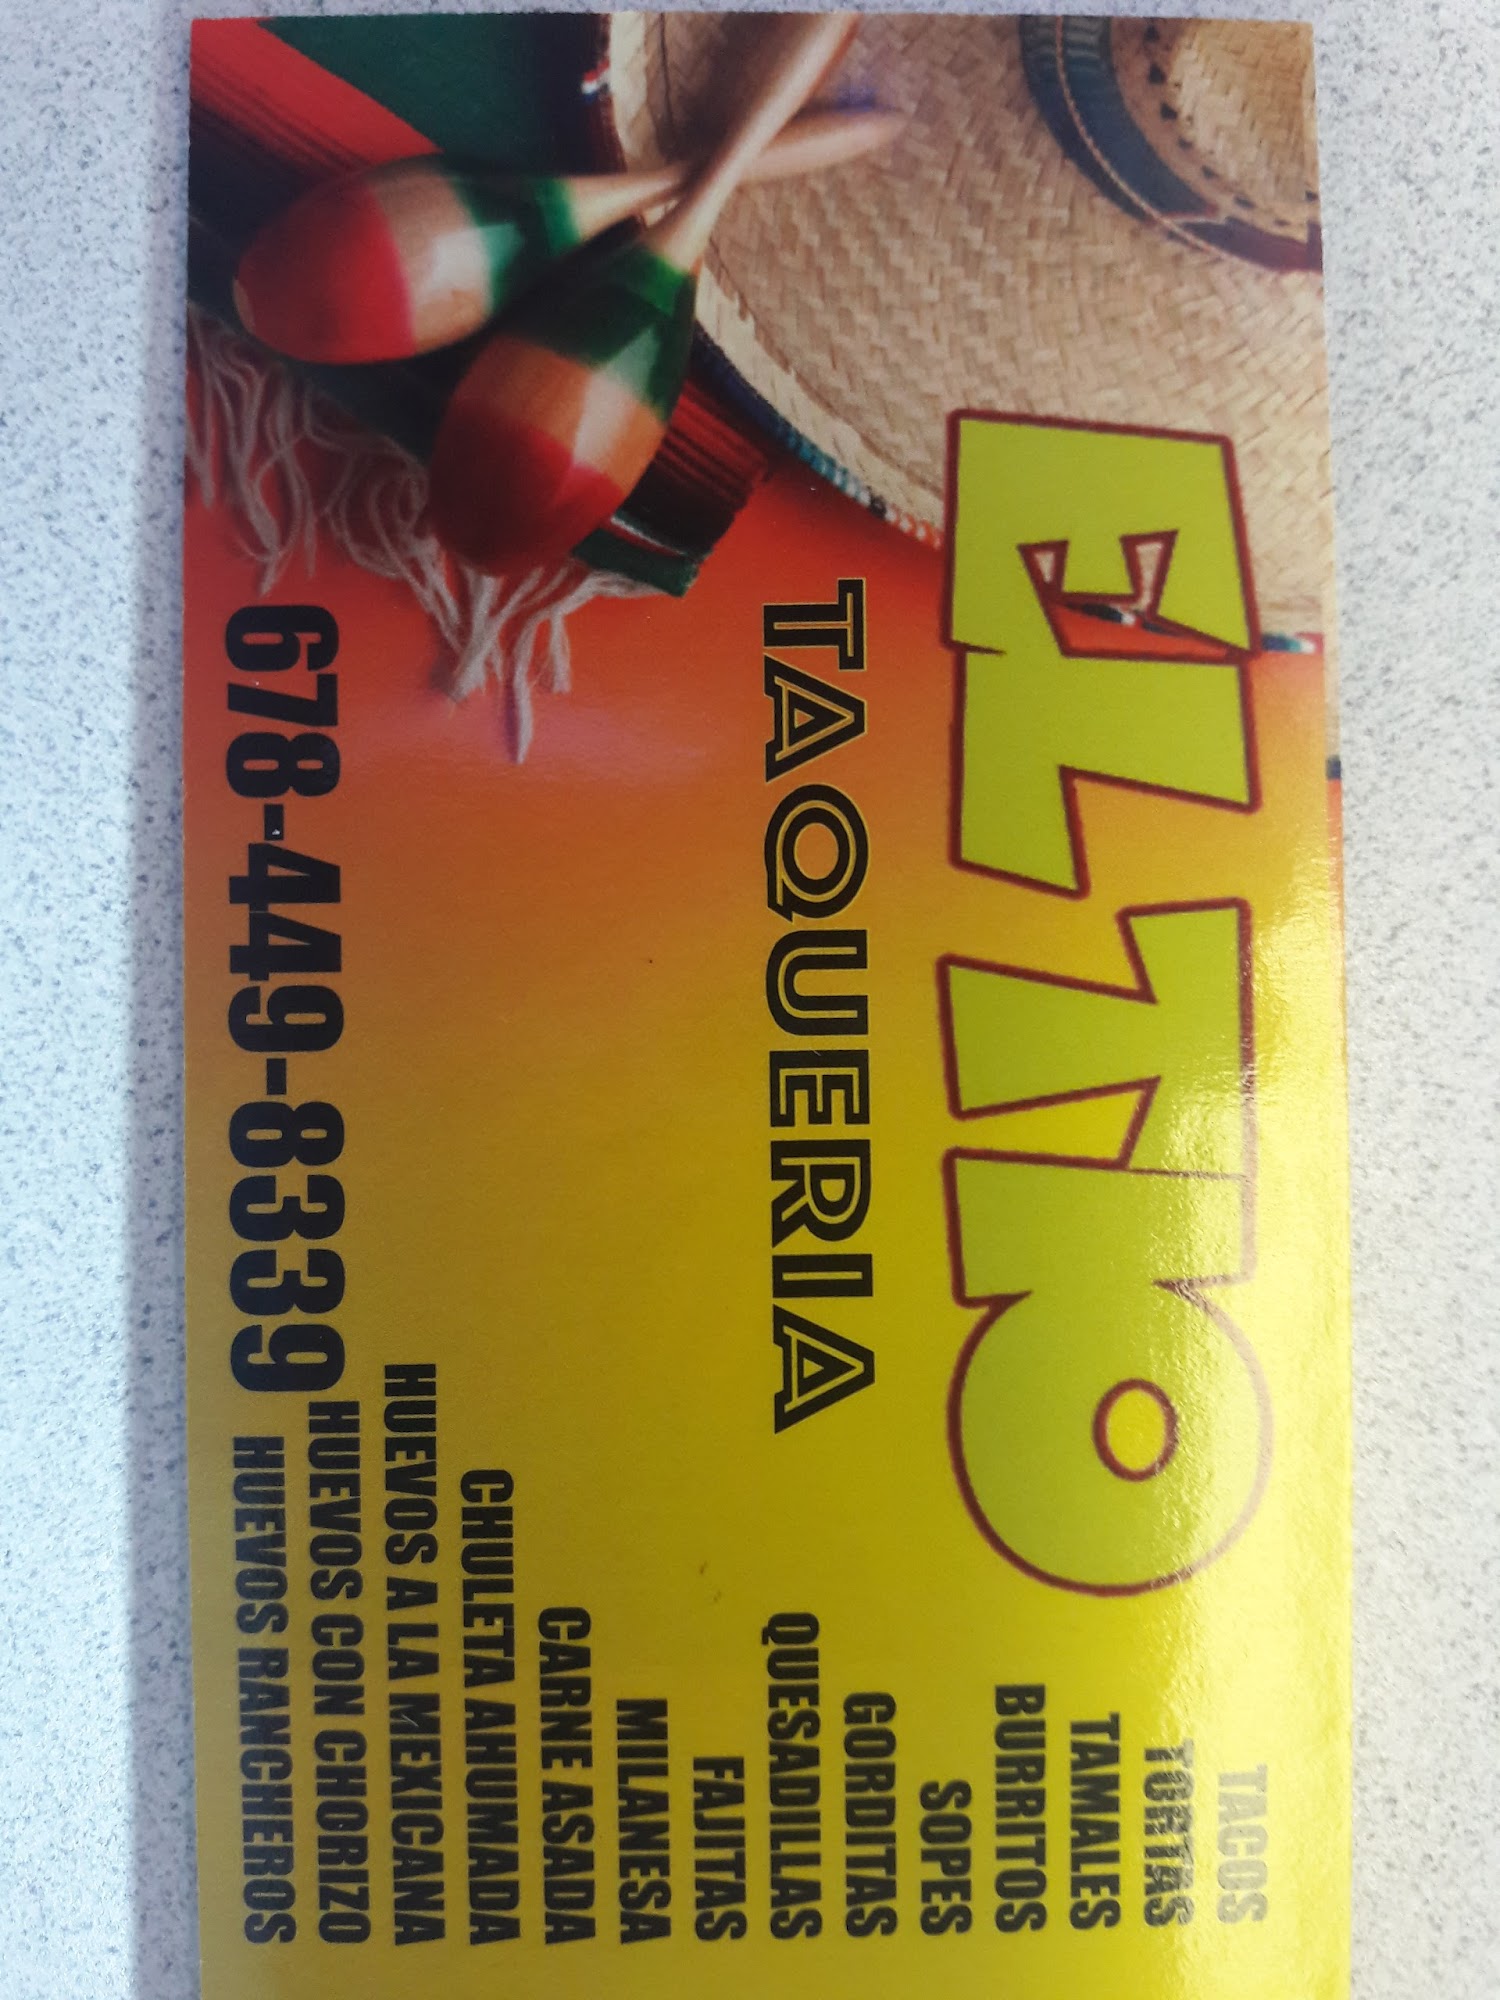 EL TIO
TAQUERIA
678-449-8339
TACOS
TORTAS
TAMALES
BURRITOS
SOPES
GORDITAS
QUESADILLAS
FAJITAS
MILANESA
CARNE ASADA
CHULETA AHUMADA
HUEVOS A LA MEXICANA
HUEVOS CON CHORIZO
HUEVOS RANCHEROS